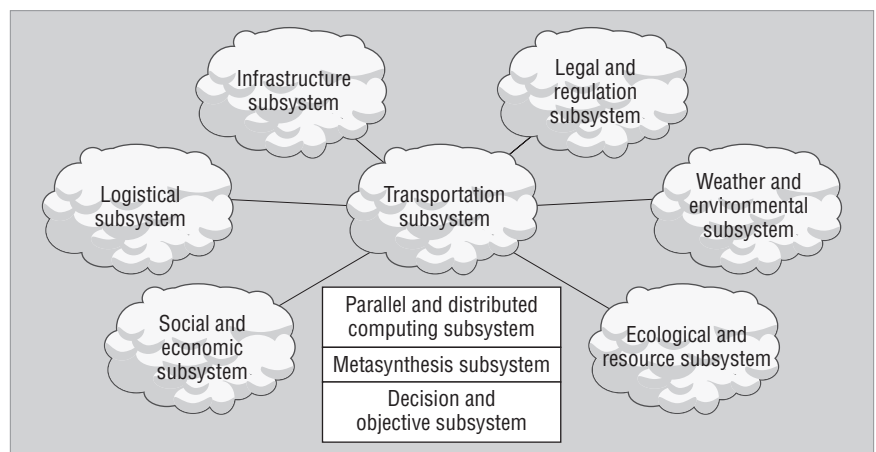 Infrastructure
subsystem
Legal and
regulation
subsystem
Logistical
subsystem
Transportation
subsystem
Weather and
environmental
subsystem
Social and
economic
subsystem
Parallel and distributed
computing subsystem
Metasynthesis subsystem
Decision and
objective subsystem
Ecological and
resource subsystem